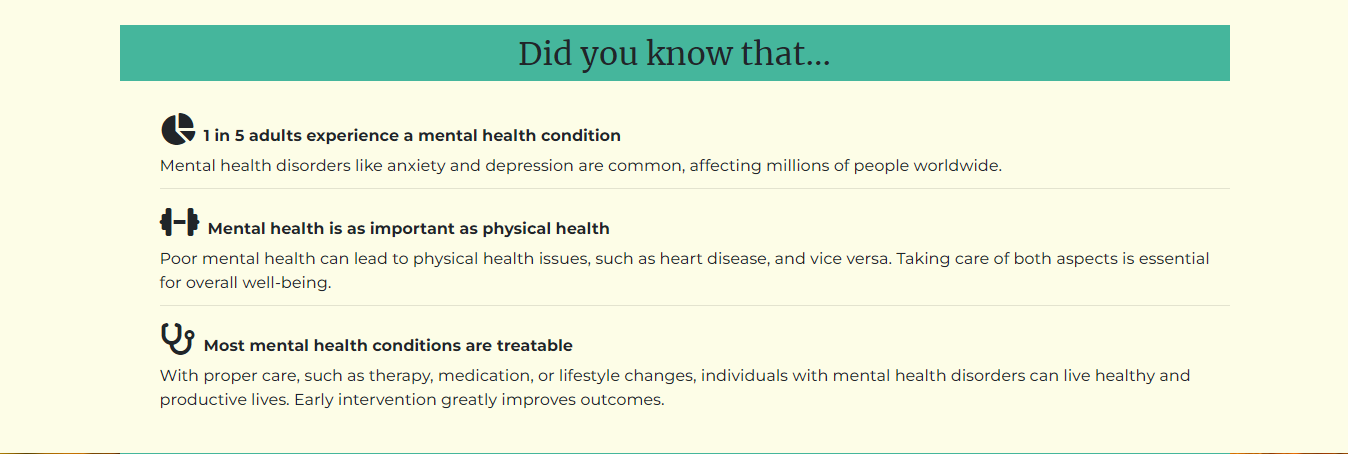 Did you know that...
1 in 5 adults experience a mental health condition
Mental health disorders like anxiety and depression are common, affecting millions of people worldwide.
Mental health is as important as physical health
Poor mental health can lead to physical health issues, such as heart disease, and vice versa. Taking care of both aspects is essential
for overall well-being.
Most mental health conditions are treatable
With proper care, such as therapy, medication, or lifestyle changes, individuals with mental health disorders can live healthy and
productive lives. Early intervention greatly improves outcomes.